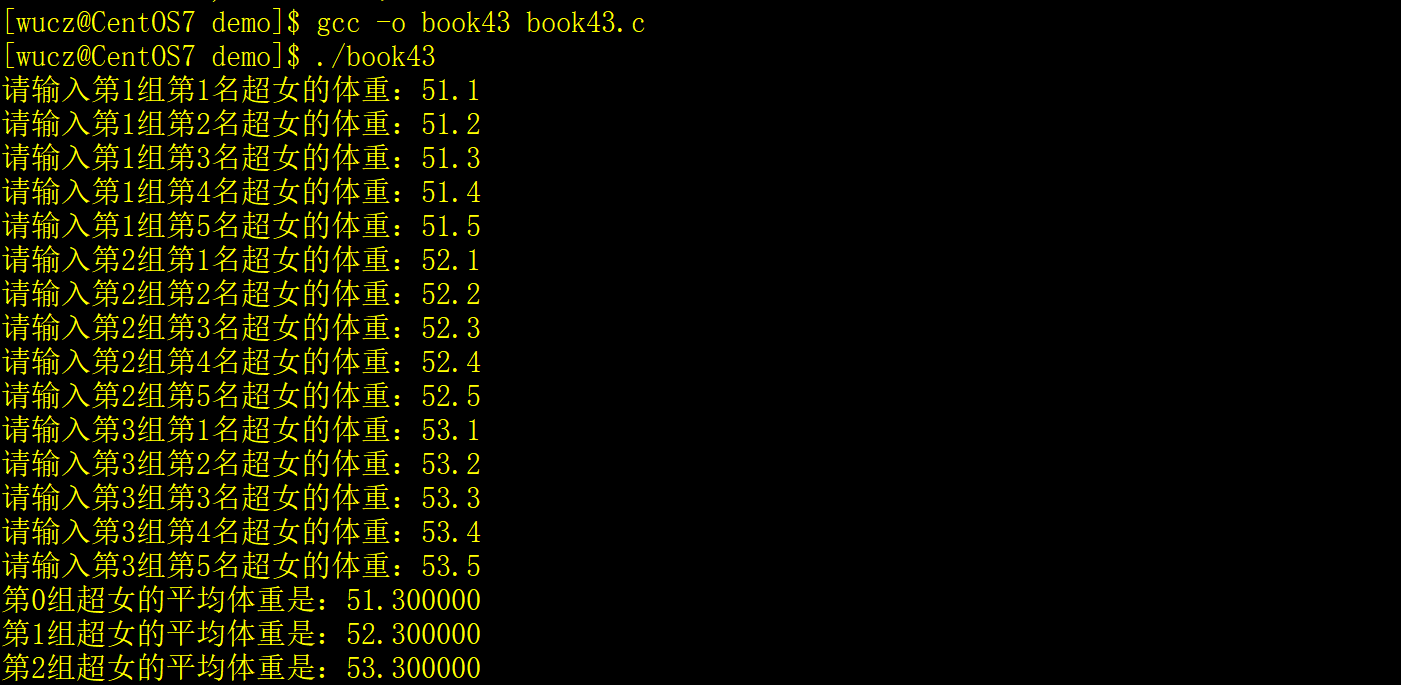 [wucz@CentOS7 demo]$ gcc -o book43 book43.c
[wucz@CentOS7 demo]$ ./book43
请输入第1组第1名超女的体重：51.1
请输入第1组第2名超女的体重：51.2
请输入第1组第3名超女的体重：51.3
请输入第1组第4名超女的体重：51.4
请输入第1组第5名超女的体重：51.5
请输入第2组第1名超女的体重：52.1
请输入第2组第2名超女的体重：52.2
请输入第2组第3名超女的体重：52.3
请输入第2组第4名超女的体重：52.4
请输入第2组第5名超女的体重：52.5
请输入第3组第1名超女的体重：53.1
请输入第3组第2名超女的体重：53.2
请输入第3组第3名超女的体重：53.3
请输入第3组第4名超女的体重：53.4
请输入第3组第5名超女的体重：53.5
第0组超女的平均体重是：51.300000
第1组超女的平均体重是：52.300000
第2组超女的平均体重是：53.300000